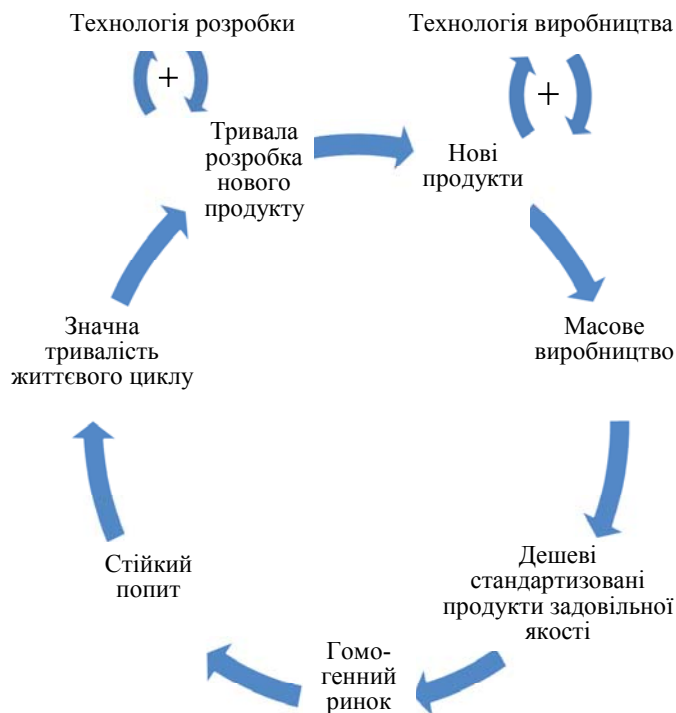 Технологія розробки
Технологія виробництва
+
+
Тривала
розробка
нового
продукту
Нові
продукти
Значна
тривалість
життєвого циклу
Масове
виробництво
Стійкий
попит
Дешеві
стандартизовані
продукти задовільної
якості
Гомо-
генний
ринок